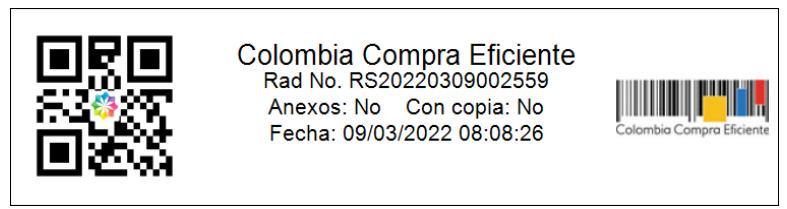 Colombia Compra Eficiente
Rad No. RS20220309002559
Anexos: No    Con copia: No
Fecha: 09/03/2022 08:08:26
Colombia Compra Eficiente